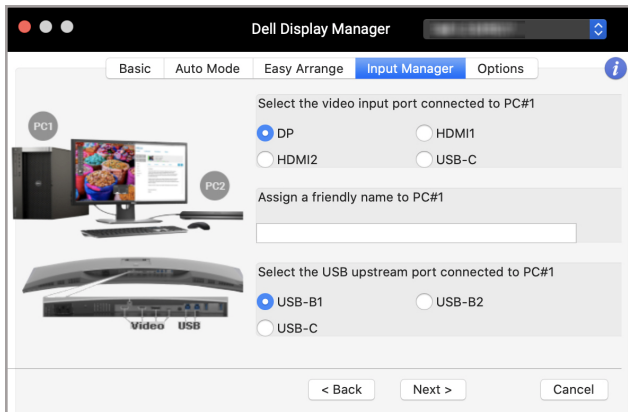 Dell Display Manager
Basic
Auto Mode
Easy Arrange
Input Manager
Options
i
Select the video input port connected to PC#1
PC1
DP
HDMI1
HDMI2
USB-C
PC2
Assign a friendly name to PC#1
Select the USB upstream port connected to PC#1
USB-B1
USB-B2
Video USB
USB-C
< Back
Next >
Cancel